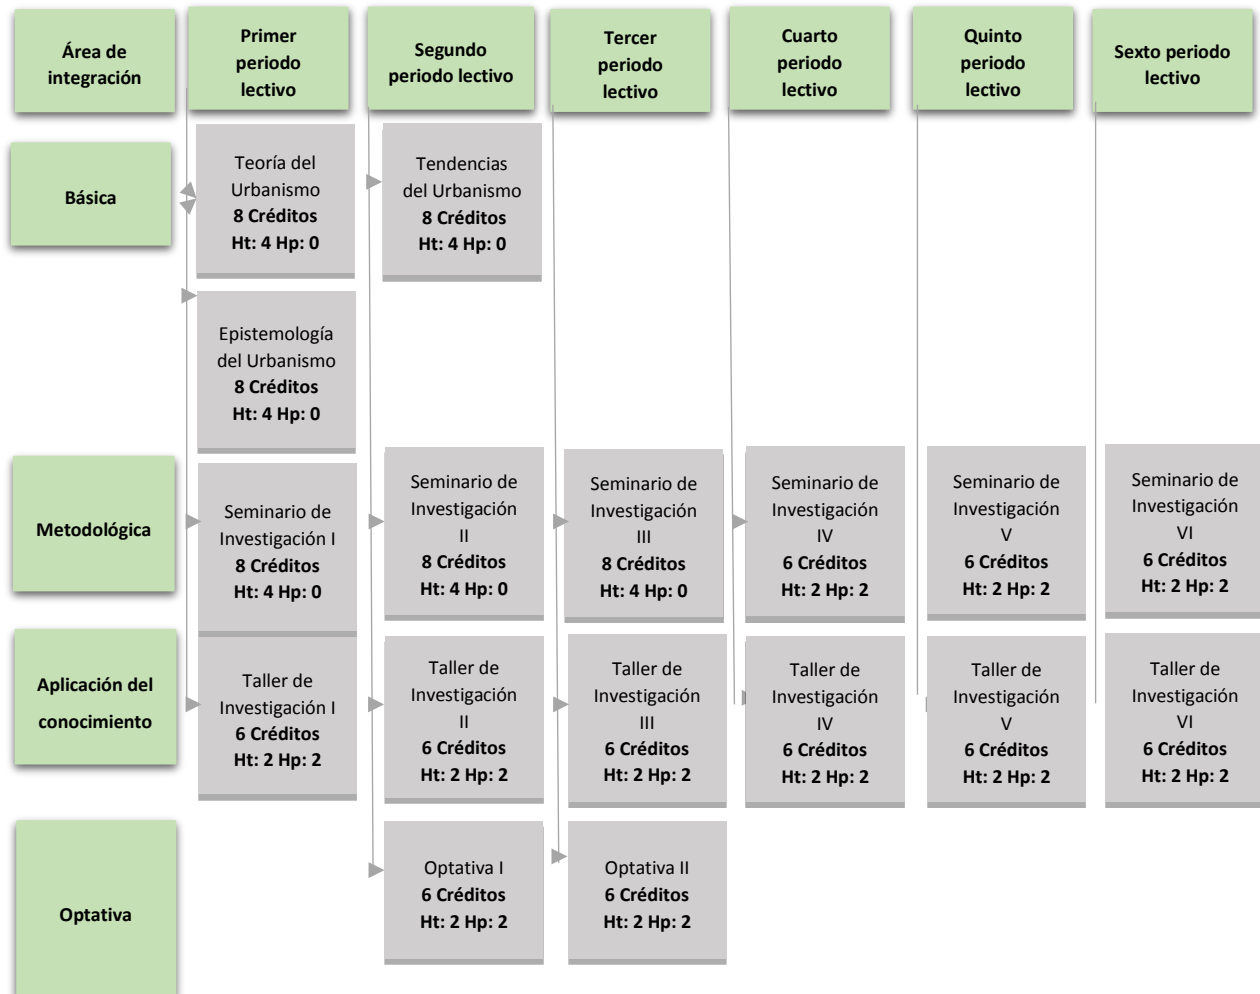 Área de
integración
Primer
periodo
lectivo
Segundo
periodo lectivo
Tercer
periodo
lectivo
Cuarto
periodo
lectivo
Quinto
periodo
lectivo
Sexto periodo
lectivo
Básica
Teoría del
Urbanismo
8 Créditos
Ht: 4 Hp: 0
Tendencias
del Urbanismo
8 Créditos
Ht: 4 Hp: 0
Epistemología
del Urbanismo
8 Créditos
Ht: 4 Hp: 0
Metodológica
Seminario de
Investigación I
8 Créditos
Ht: 4 Hp: 0
Seminario de
Investigación
II
8 Créditos
Ht: 4 Hp: 0
Seminario de
Investigación
III
8 Créditos
Ht: 4 Hp: 0
Seminario de
Investigación
IV
6 Créditos
Ht: 2 Hp: 2
Seminario de
Investigación
V
6 Créditos
Ht: 2 Hp: 2
Seminario de
Investigación
VI
6 Créditos
Ht: 2 Hp: 2
Aplicación del
conocimiento
Taller de
Investigación I
6 Créditos
Ht: 2 Hp: 2
Taller de
Investigación
II
6 Créditos
Ht: 2 Hp: 2
Taller de
Investigación
III
6 Créditos
Ht: 2 Hp: 2
Taller de
Investigación
IV
6 Créditos
Ht: 2 Hp: 2
Taller de
Investigación
V
6 Créditos
Ht: 2 Hp: 2
Taller de
Investigación
VI
6 Créditos
Ht: 2 Hp: 2
Optativa
Optativa I
6 Créditos
Ht: 2 Hp: 2
Optativa II
6 Créditos
Ht: 2 Hp: 2